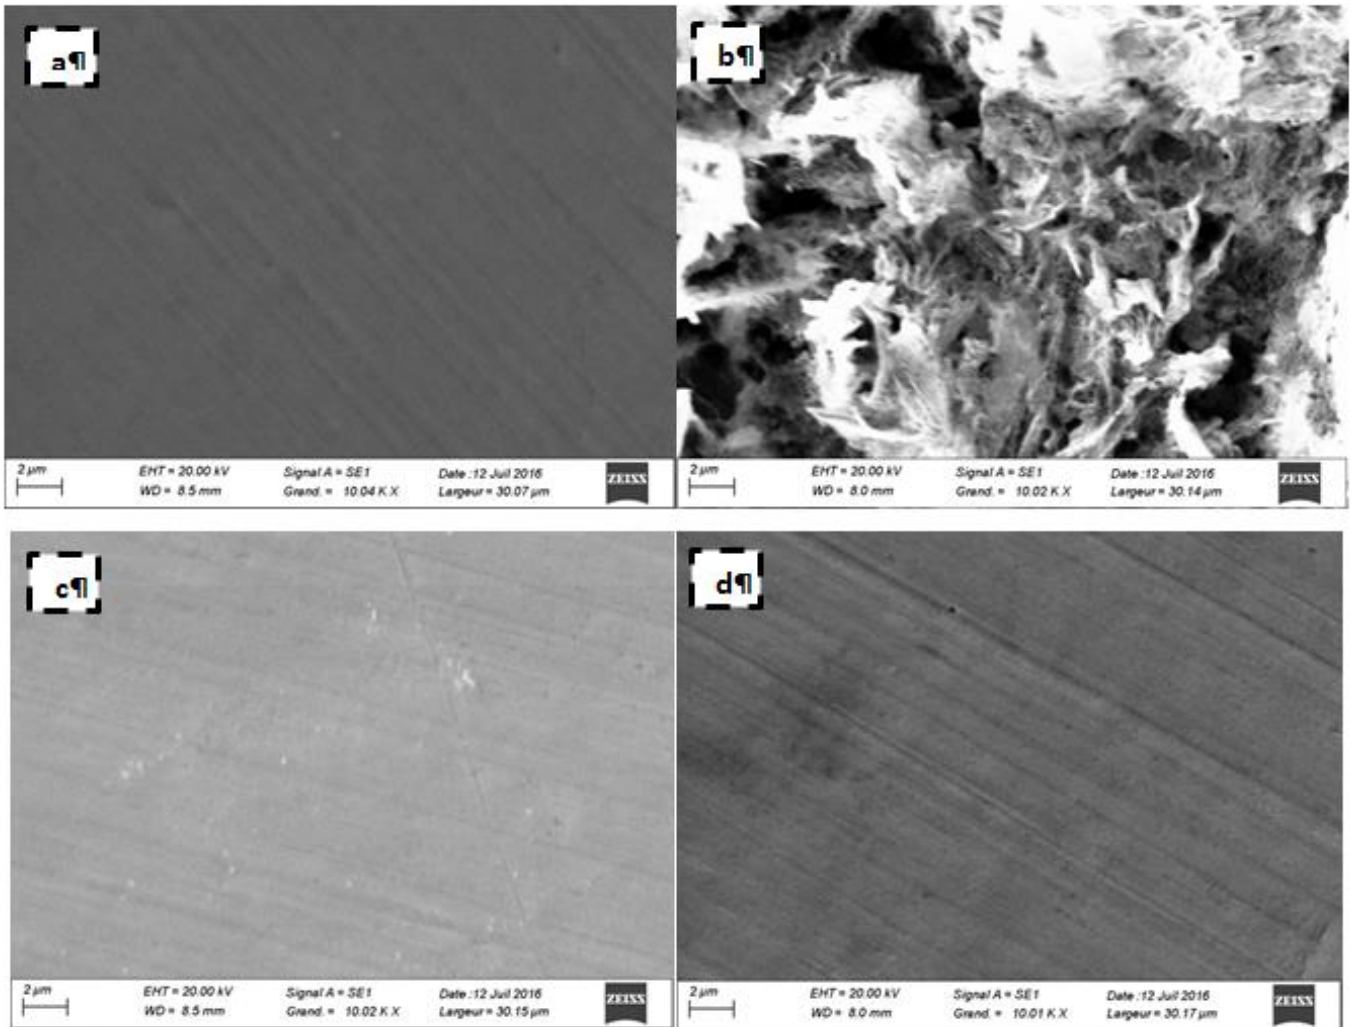 a¶
b¶
2 µm
EHT = 20.00 kV
Signal A = SE1
Date :12 Juil 2016
ZEISS
WD = 8.5 mm
Grand. = 10.04 K X
Largeur = 30.07 µm
2 µm
EHT = 20.00 kV
Signal A = SE1
Date :12 Juil 2016
ZEISS
WD = 8.0 mm
Grand. = 10.02 K X
Largeur = 30.14 µm
c¶
d¶
2 µm
EHT = 20.00 kV
Signal A = SE1
Date :12 Juil 2016
ZEISS
WD = 8.5 mm
Grand. = 10.02 K X
Largeur = 30.15 µm
2 µm
EHT = 20.00 kV
Signal A = SE1
Date :12 Juil 2016
ZEISS
WD = 8.0 mm
Grand. = 10.01 K X
Largeur = 30.17 µm